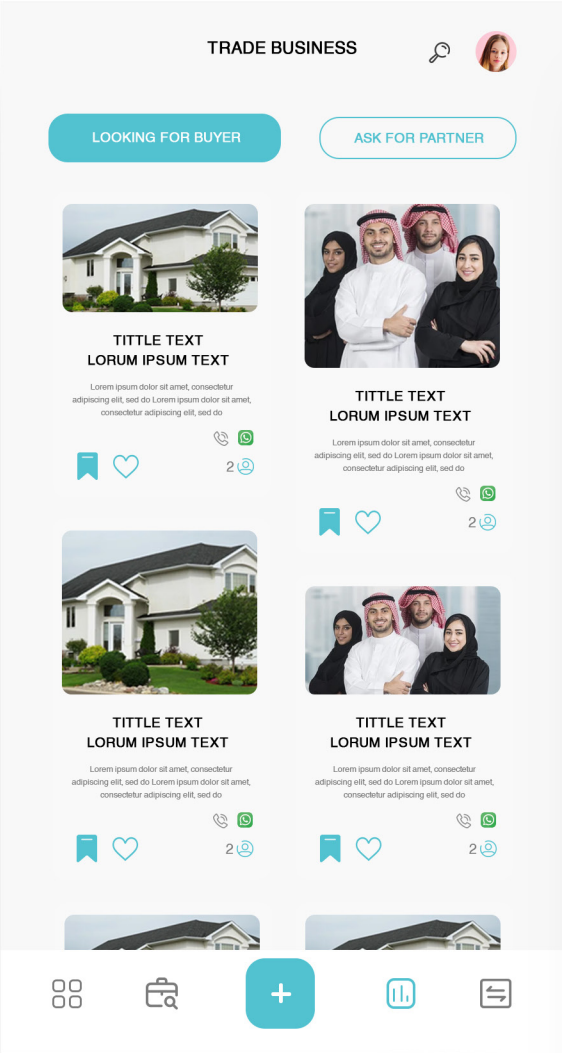 TRADE BUSINESS
LOOKING FOR BUYER
ASK FOR PARTNER
TITTLE TEXT
LORUM IPSUM TEXT
Lorem ipsum dolor sit amet, consectetur
adipiscing elit, sed do Lorem ipsum dolor sit amet,
consectetur adipiscing elit, sed do
2
TITTLE TEXT
LORUM IPSUM TEXT
Lorem ipsum dolor sit amet, consectetur
adipiscing elit, sed do Lorem ipsum dolor sit amet,
consectetur adipiscing elit, sed do
2
TITTLE TEXT
LORUM IPSUM TEXT
Lorem ipsum dolor sit amet, consectetur
adipiscing elit, sed do Lorem ipsum dolor sit amet,
consectetur adipiscing elit, sed do
2
TITTLE TEXT
LORUM IPSUM TEXT
Lorem ipsum dolor sit amet, consectetur
adipiscing elit, sed do Lorem ipsum dolor sit amet,
consectetur adipiscing elit, sed do
2